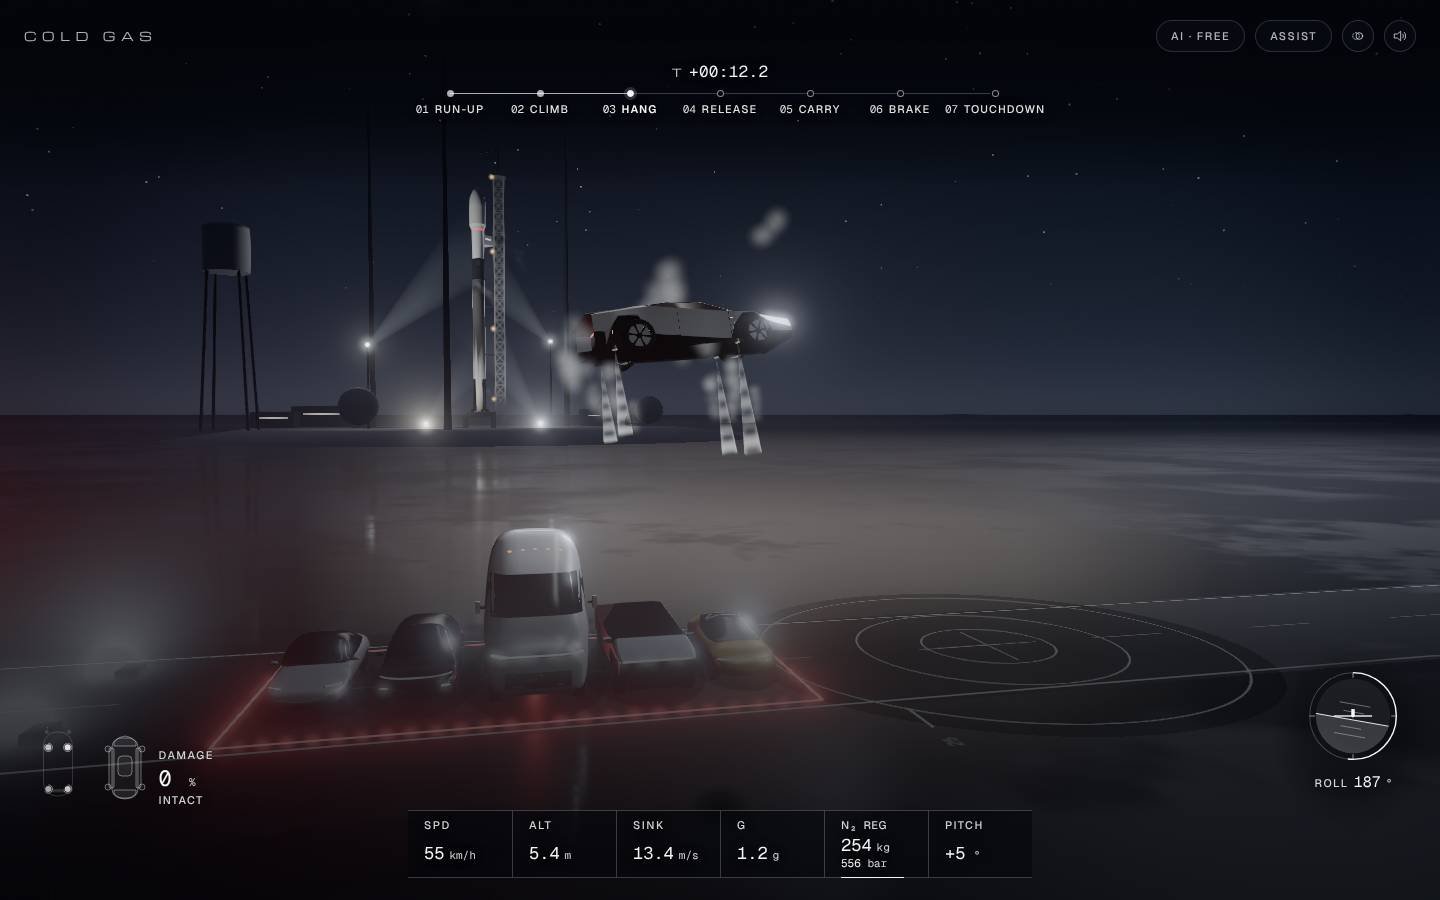 COLD GAS
AI · FREE
ASSIST
T +00:12.2
01 RUN-UP
02 CLIMB
03 HANG
04 RELEASE
05 CARRY
06 BRAKE
07 TOUCHDOWN
DAMAGE
0 %
INTACT
ROLL 187 °
SPD
55 km/h
ALT
5.4 m
SINK
13.4 m/s
G
1.2 g
N₂ REG
254 kg
556 bar
PITCH
+5 °